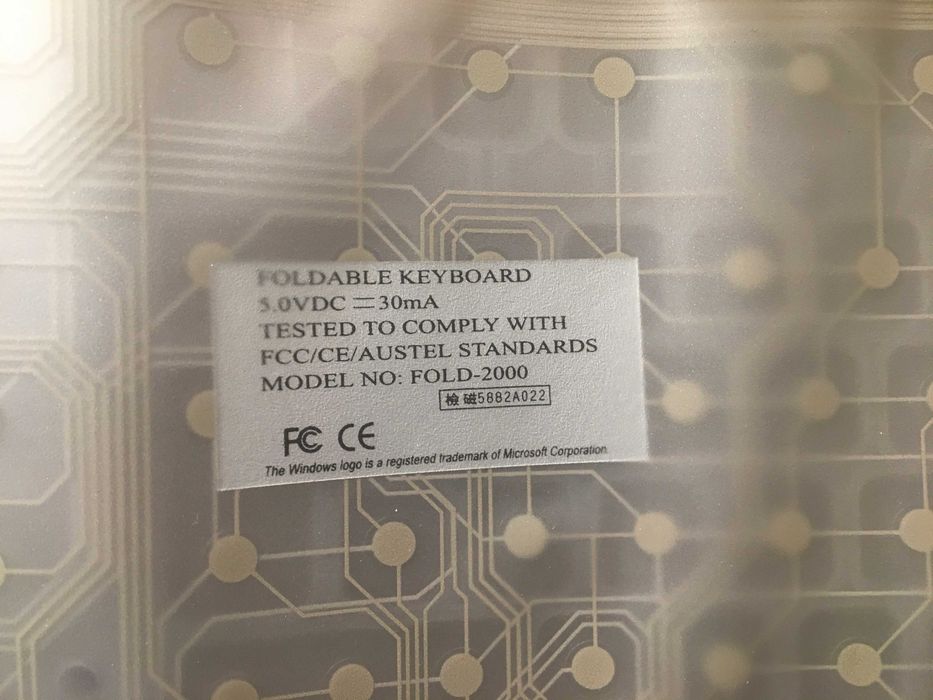 FOLDABLE KEYBOARD
5.0VDC ⎓ 30mA
TESTED TO COMPLY WITH
FCC/CE/AUSTEL STANDARDS
MODEL NO: FOLD-2000
檢磁5882A022
FC CE
The Windows logo is a registered trademark of Microsoft Corporation.